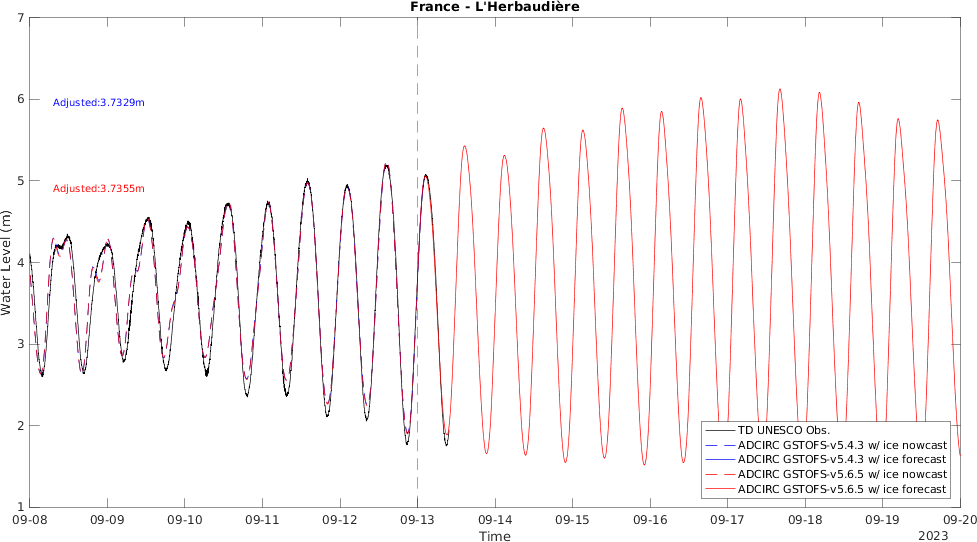 France - L'Herbaudière
7
6
5
4
3
2
1
Water Level (m)
Adjusted:3.7329m
Adjusted:3.7355m
TD UNESCO Obs.
ADCIRC GSTOFS-v5.4.3 w/ ice nowcast
ADCIRC GSTOFS-v5.4.3 w/ ice forecast
ADCIRC GSTOFS-v5.6.5 w/ ice nowcast
ADCIRC GSTOFS-v5.6.5 w/ ice forecast
09-08 09-09 09-10 09-11 09-12 09-13 09-14 09-15 09-16 09-17 09-18 09-19 09-20
Time
2023